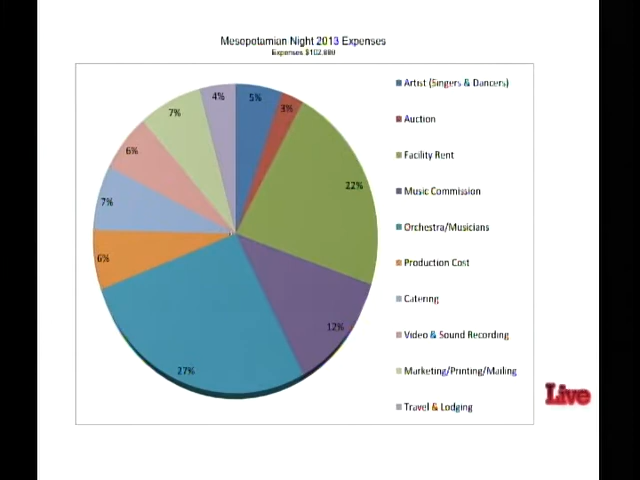 Mesopotamian Night 2013 Expenses
Expenses
5%
3%
22%
12%
27%
6%
7%
6%
7%
4%
Artist (Singers & Dancers)
Auction
Facility Rent
Music Commission
Orchestra/Musicians
Production Cost
Catering
Video & Sound Recording
Marketing/Printing/Mailing
Travel & Lodging
Live